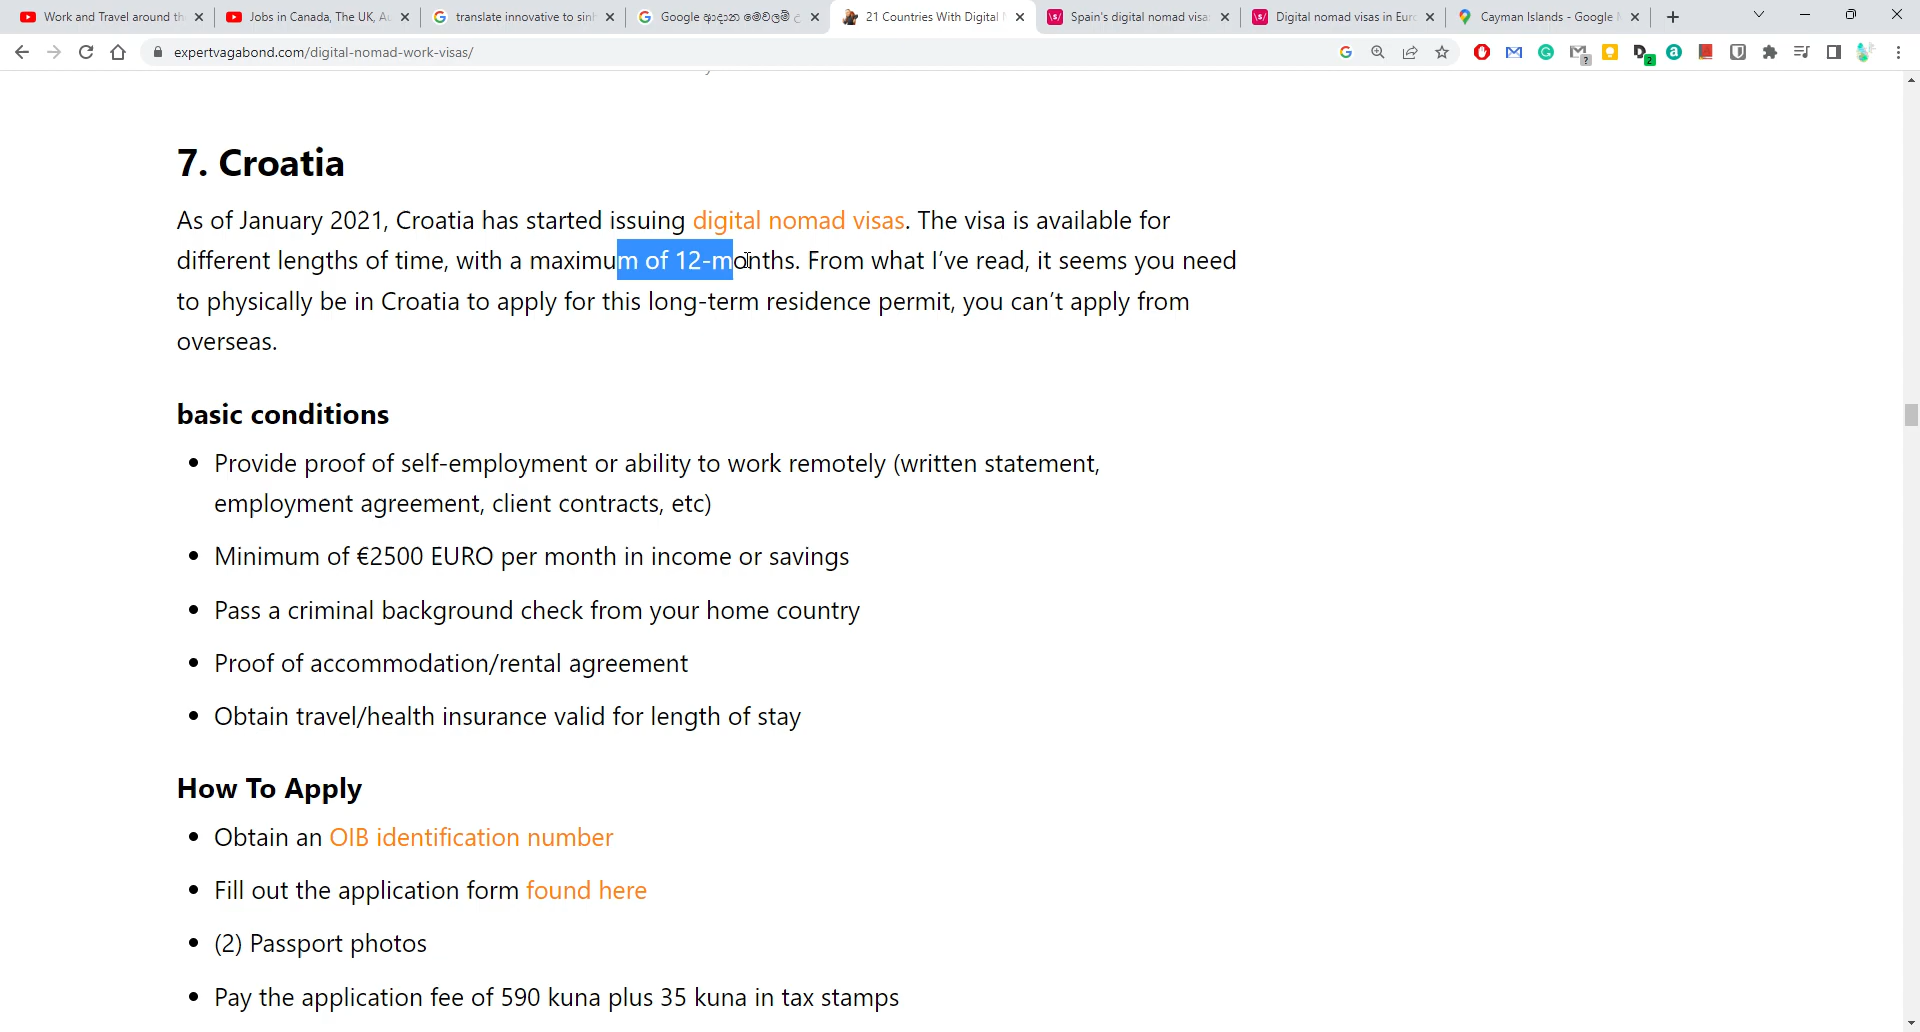 Work and Travel around th
Jobs in Canada, The UK, Au
translate innovative to sinh
Google ආදාන මෙවලම් උ
21 Countries With Digital
Spain's digital nomad visa:
Digital nomad visas in Euro
Cayman Islands - Google M
expertvagabond.com/digital-nomad-work-visas/
7. Croatia
As of January 2021, Croatia has started issuing digital nomad visas. The visa is available for
different lengths of time, with a maximum of 12-months. From what I’ve read, it seems you need
to physically be in Croatia to apply for this long-term residence permit, you can’t apply from
overseas.
basic conditions
Provide proof of self-employment or ability to work remotely (written statement,
employment agreement, client contracts, etc)
Minimum of €2500 EURO per month in income or savings
Pass a criminal background check from your home country
Proof of accommodation/rental agreement
Obtain travel/health insurance valid for length of stay
How To Apply
Obtain an OIB identification number
Fill out the application form found here
(2) Passport photos
Pay the application fee of 590 kuna plus 35 kuna in tax stamps